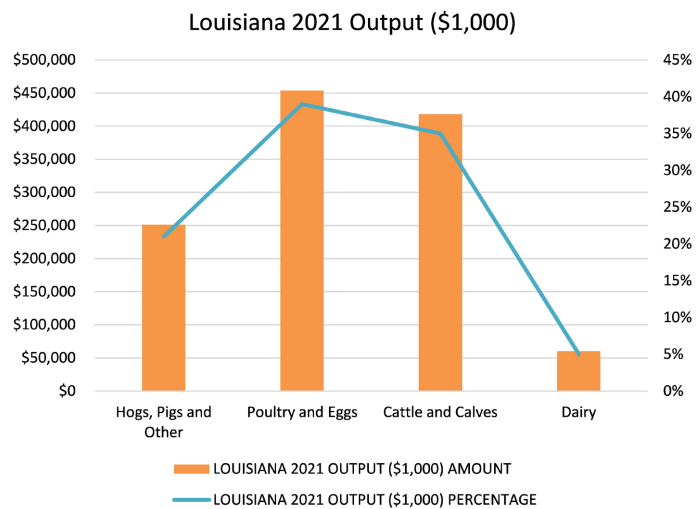 Louisiana 2021 Output ($1,000)
$500,000
$450,000
$400,000
$350,000
$300,000
$250,000
$200,000
$150,000
$100,000
$50,000
$0
45%
40%
35%
30%
25%
20%
15%
10%
5%
0%
Hogs, Pigs and
Other
Poultry and Eggs
Cattle and Calves
Dairy
LOUISIANA 2021 OUTPUT ($1,000) AMOUNT
LOUISIANA 2021 OUTPUT ($1,000) PERCENTAGE